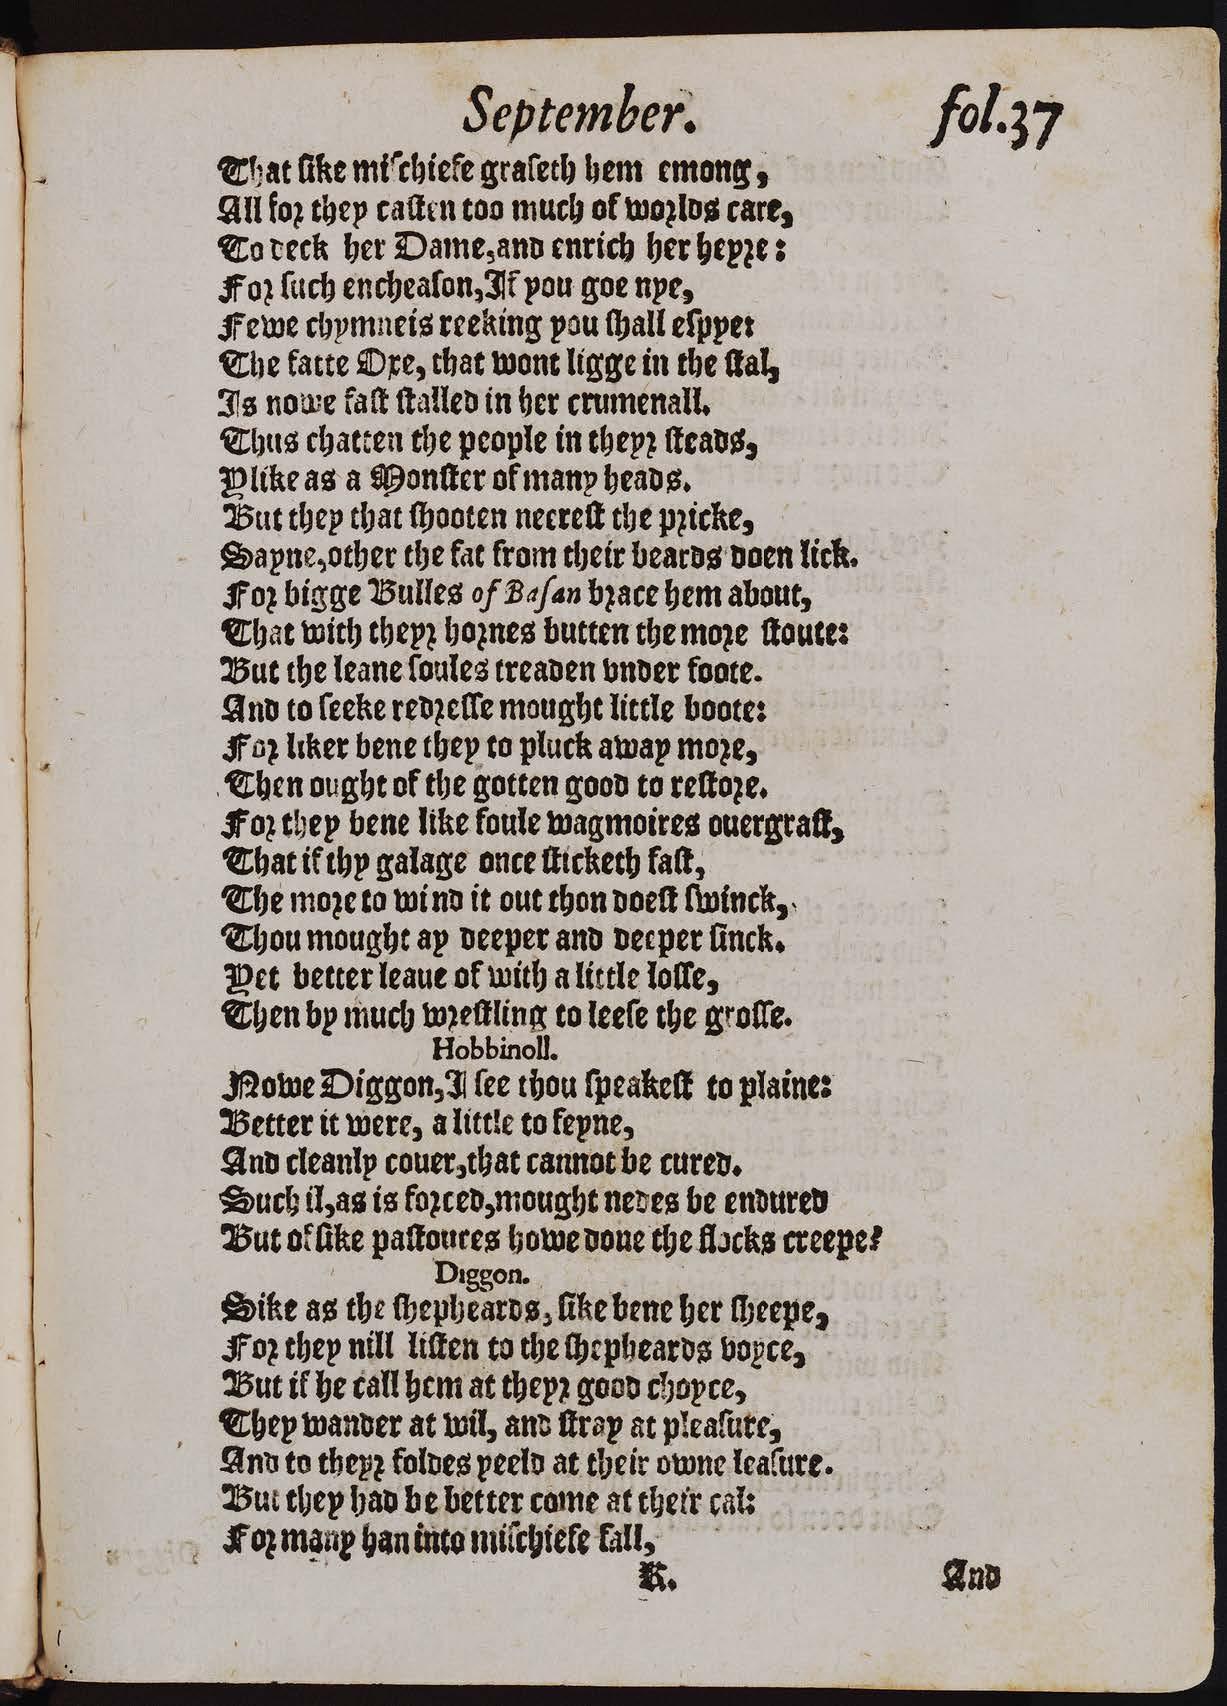 September. fol.37
That ſike miſchiefe graſeth hem emong,
All for they caſten too much of worlds care,
To deck her Dame, and enrich her heyre:
For ſuch encheaſon, If you goe nye,
Fewe chymneis reeking you ſhall eſpye:
The fatte Oxe, that wont ligge in the ſtal,
Is nowe faſt ſtalled in her crumenall.
Thus chatten the people in theyr ſteads,
Ylike as a Monſter of many heads.
But they that ſhooten neereſt the pricke,
Sayne, other the fat from their beards doen lick.
For bigge Bulles of Baſan brace hem about,
That with theyr hornes butten the more ſtoute:
But the leane ſoules treaden vnder foote.
And to ſeeke redreſſe mought little boote:
For liker bene they to pluck away more,
Then ought of the gotten good to reſtore.
For they bene like foule wagmoires ouergraſt,
That if thy galage once ſticketh faſt,
The more to wind it out thon doeſt ſwinck,
Thou mought ay deeper and deeper ſinck.
Yet better leaue of with a little loſſe,
Then by much wreſtling to leeſe the groſſe.
Hobbinoll.
Nowe Diggon, I ſee thou ſpeakeſt to plaine:
Better it were, a little to feyne,
And cleanly couer, that cannot be cured.
Such il, as is forced, mought nedes be endured
But of ſike paſtoures howe done the flocks creepe?
Diggon.
Sike as the ſhepheards, ſike bene her ſheepe,
For they nill liſten to the ſhepheards voyce,
But if he call hem at theyr good choyce,
They wander at wil, and ſtray at pleaſure,
And to theyr foldes yeeld at their owne leaſure.
But they had be better come at their cal:
For many han into miſchiefe fall,
K. And